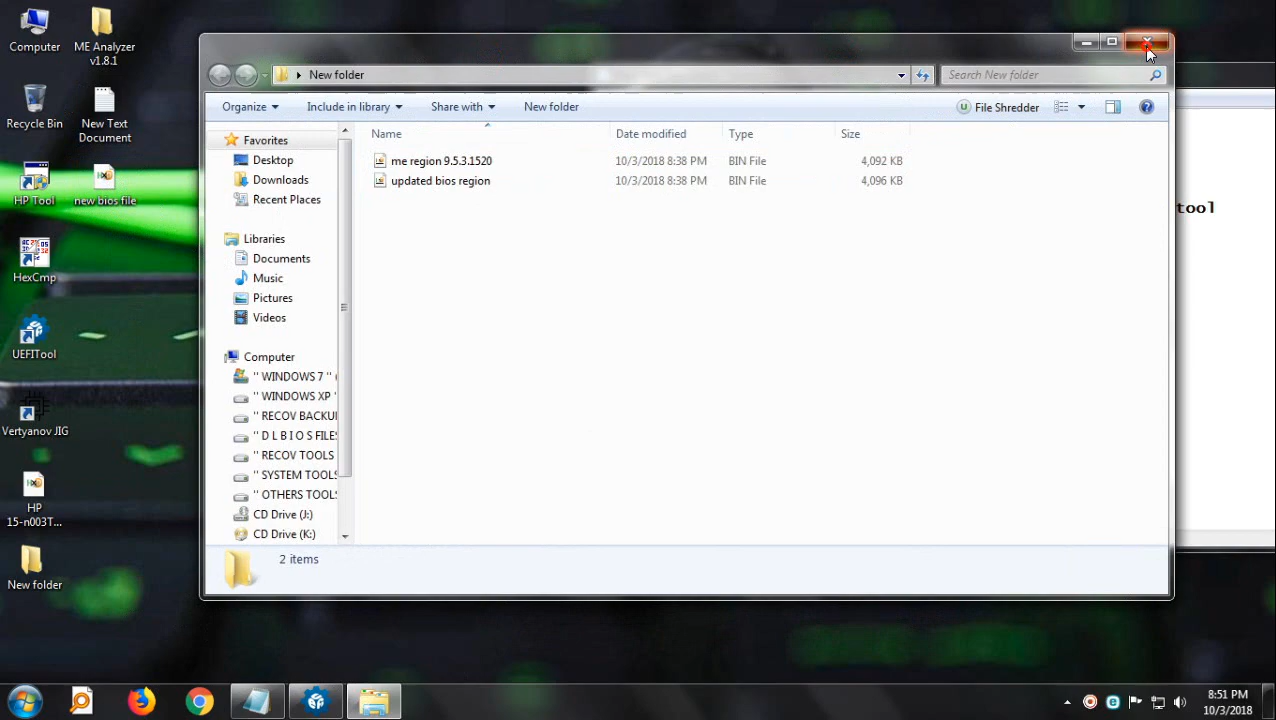 Computer
ME Analyzer
v1.8.1
Recycle Bin
New Text
Document
HP Tool
new bios file
HexCmp
UEFITool
Vertyanov JIG
HP
15-n003T...
New folder
New folder
Search New folder
Organize
Include in library
Share with
New folder
File Shredder
Name
Date modified
Type
Size
me region 9.5.3.1520
10/3/2018 8:38 PM
BIN File
4,092 KB
updated bios region
10/3/2018 8:38 PM
BIN File
4,096 KB
Favorites
Desktop
Downloads
Recent Places
Libraries
Documents
Music
Pictures
Videos
Computer
'' WINDOWS 7 '' (
'' WINDOWS XP ''
'' RECOV BACKU
'' D L B I O S FILES
'' RECOV TOOLS
'' SYSTEM TOOLS
'' OTHERS TOOL
CD Drive (J:)
CD Drive (K:)
2 items
tool
8:51 PM
10/3/2018